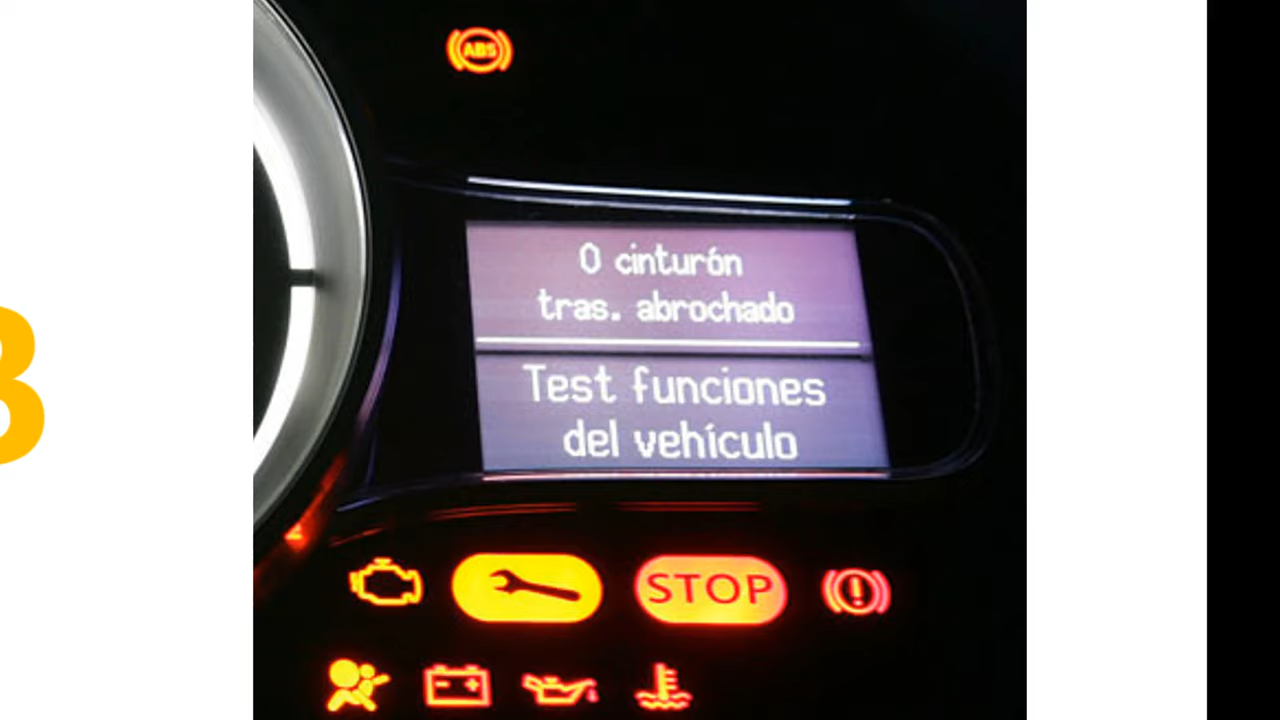 ABS
0 cinturón
tras. abrochado
Test funciones
del vehículo
STOP